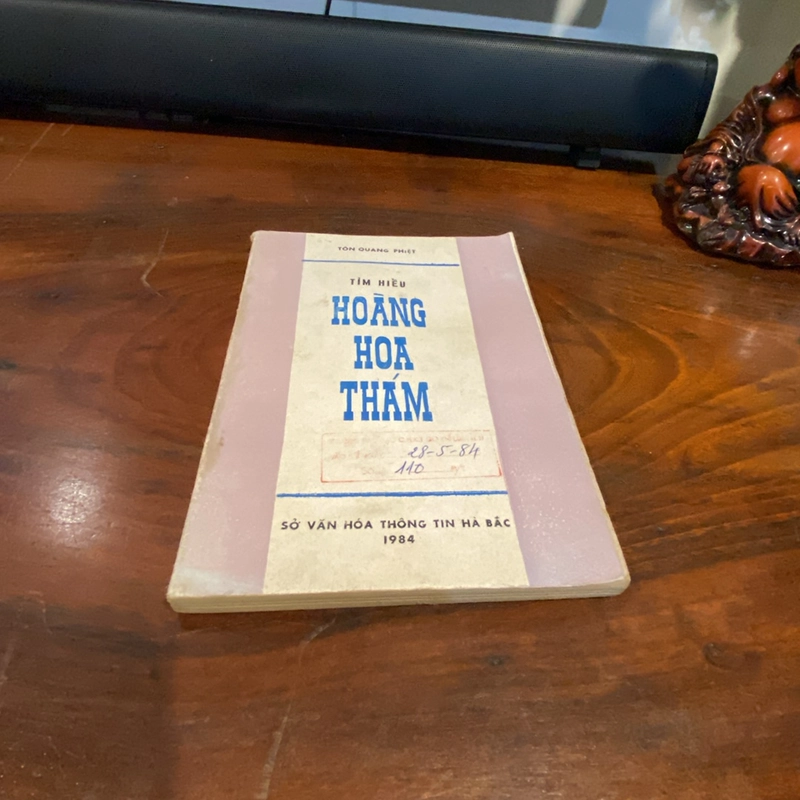 TÔN QUANG PHIỆT
TÌM HIỂU
HOÀNG
HOA
THÁM
28-5-84
110
SỞ VĂN HÓA THÔNG TIN HÀ BẮC
1984